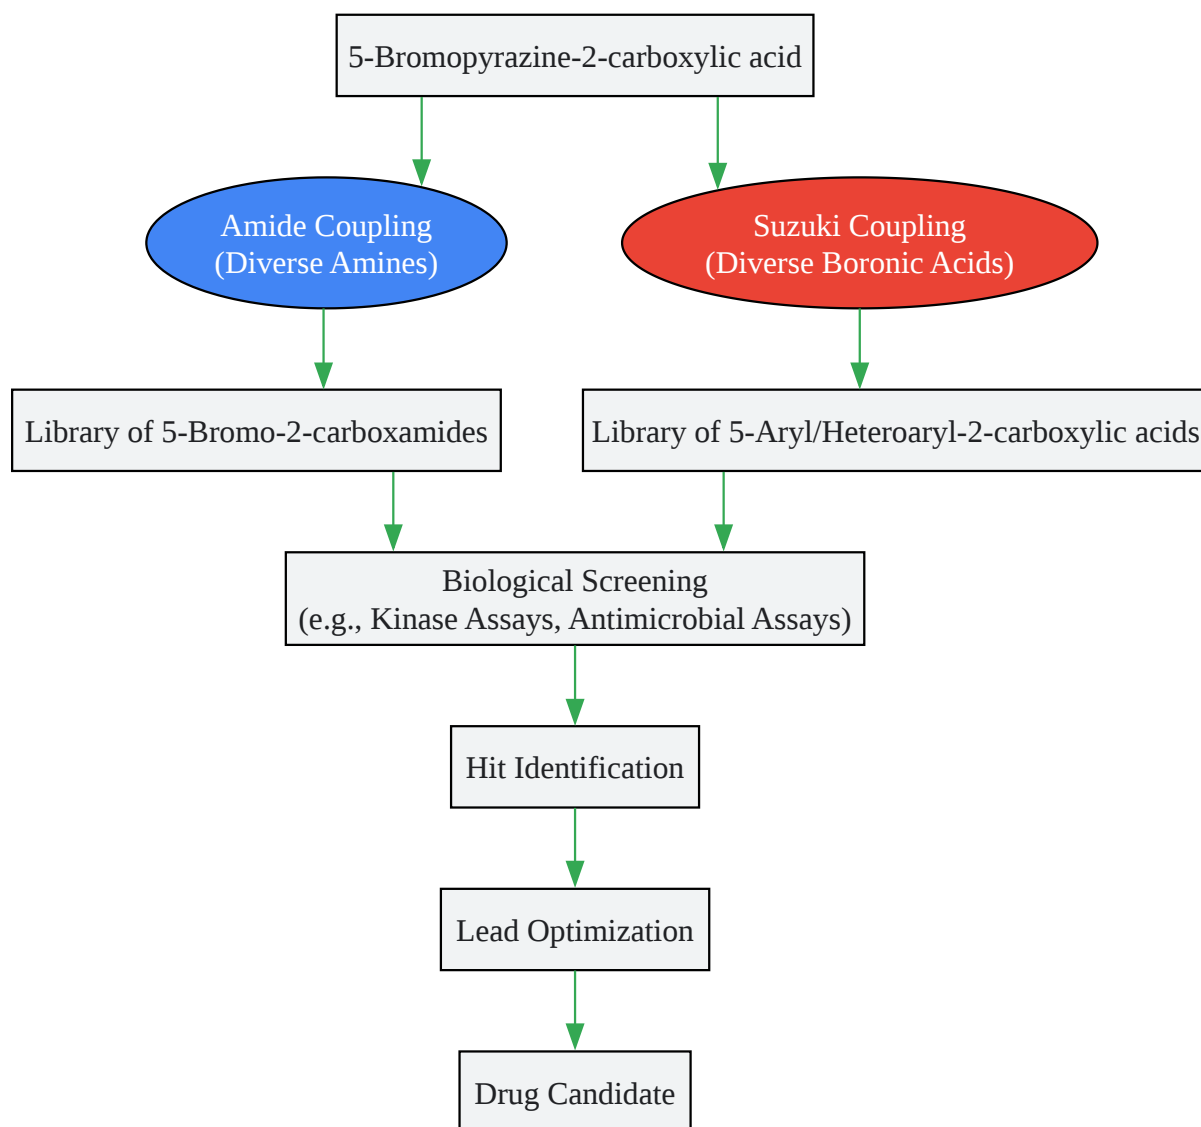 5-Bromopyrazine-2-carboxylic acid
Amide Coupling
(Diverse Amines)
Suzuki Coupling
(Diverse Boronic Acids)
Library of 5-Bromo-2-carboxamides
Library of 5-Aryl/Heteroaryl-2-carboxylic acids
Biological Screening
(e.g., Kinase Assays, Antimicrobial Assays)
Hit Identification
Lead Optimization
Drug Candidate